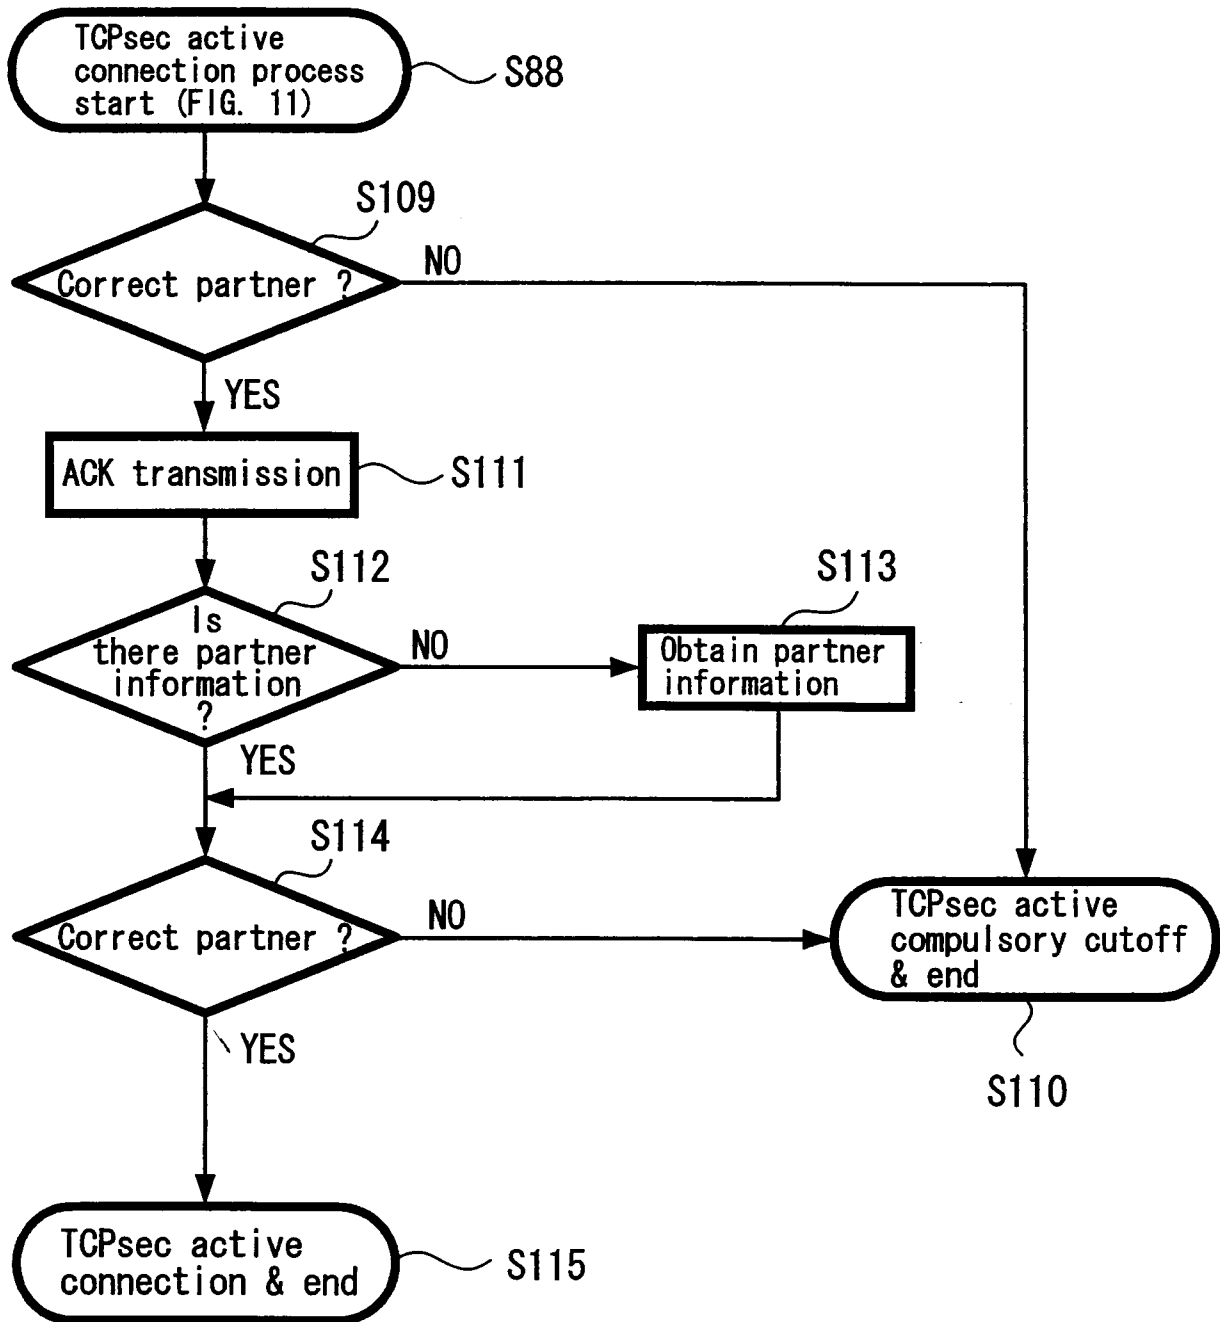 TCPsec active
connection process
start (FIG. 11)
S88
S109
Correct partner ?
NO
YES
ACK transmission
S111
S112
Is
there partner
information
?
NO
S113
Obtain partner
information
YES
S114
Correct partner ?
NO
TCPsec active
compulsory cutoff
& end
S110
YES
TCPsec active
connection & end
S115